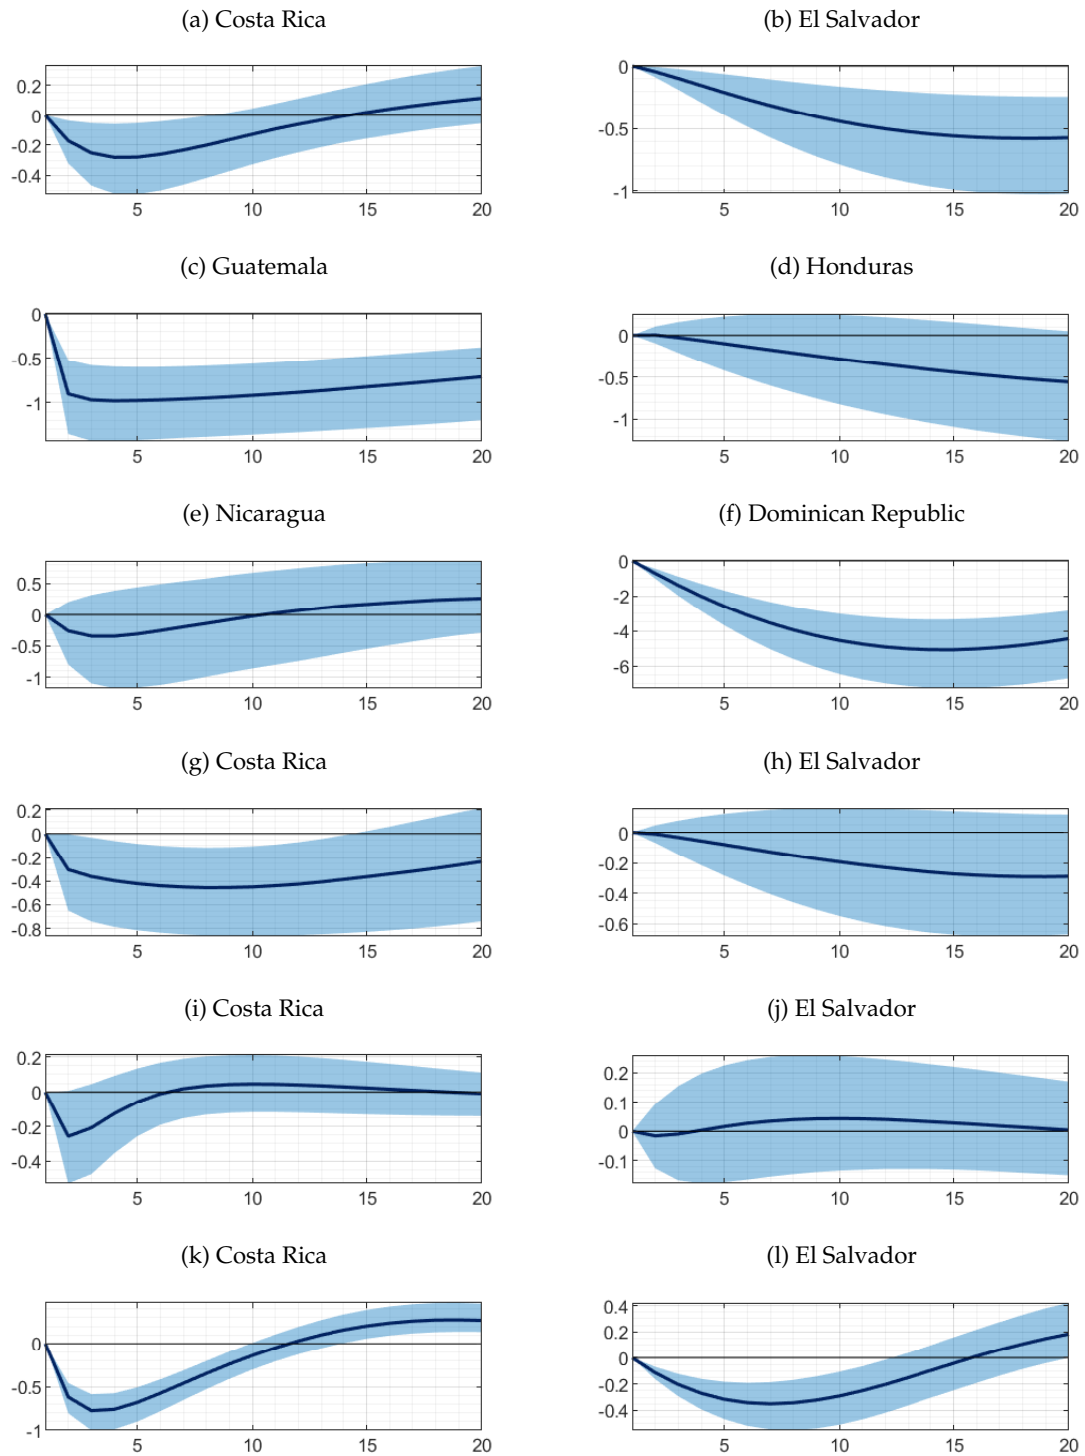 (a) Costa Rica
(b) El Salvador
0.2
0
-0.2
-0.4
5 10 15 20
0
-0.5
-1
5 10 15 20
(c) Guatemala
(d) Honduras
0
-0.5
-1
5 10 15 20
0
-0.5
-1
5 10 15 20
(e) Nicaragua
(f) Dominican Republic
0.5
0
-0.5
-1
5 10 15 20
0
-2
-4
-6
5 10 15 20
(g) Costa Rica
(h) El Salvador
0.2
0
-0.2
-0.4
-0.6
-0.8
5 10 15 20
0
-0.2
-0.4
-0.6
5 10 15 20
(i) Costa Rica
(j) El Salvador
0.2
0
-0.2
-0.4
5 10 15 20
0.2
0.1
0
-0.1
5 10 15 20
(k) Costa Rica
(l) El Salvador
0
-0.5
-1
5 10 15 20
0.4
0.2
0
-0.2
-0.4
5 10 15 20